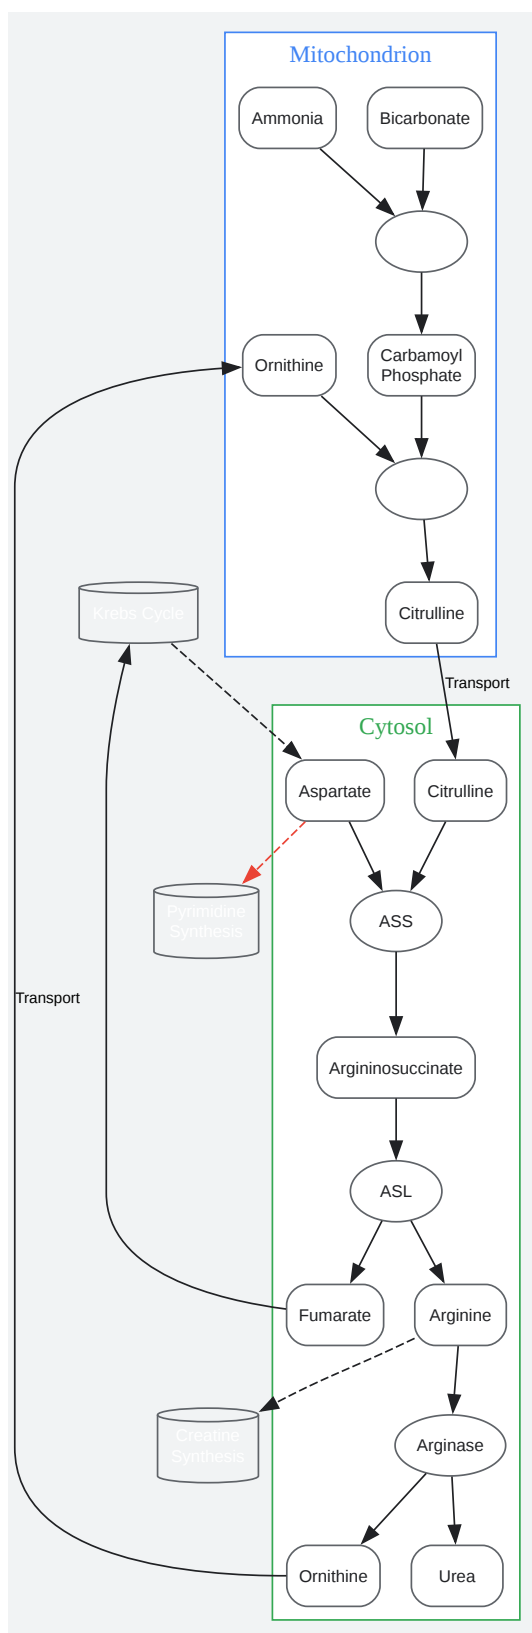 Mitochondrion
Ammonia
Bicarbonate
Ornithine
Carbamoyl
Phosphate
Krebs Cycle
Citrulline
Transport
Cytosol
Aspartate
Citrulline
Pyrimidine
Synthesis
ASS
Transport
Argininosuccinate
ASL
Fumarate
Arginine
Creatine
Synthesis
Arginase
Ornithine
Urea